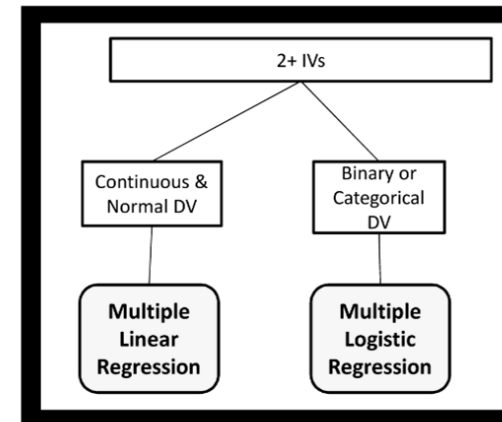 2+ IVs
Continuous &
Normal DV
Binary or
Categorical
DV
Multiple
Linear
Regression
Multiple
Logistic
Regression